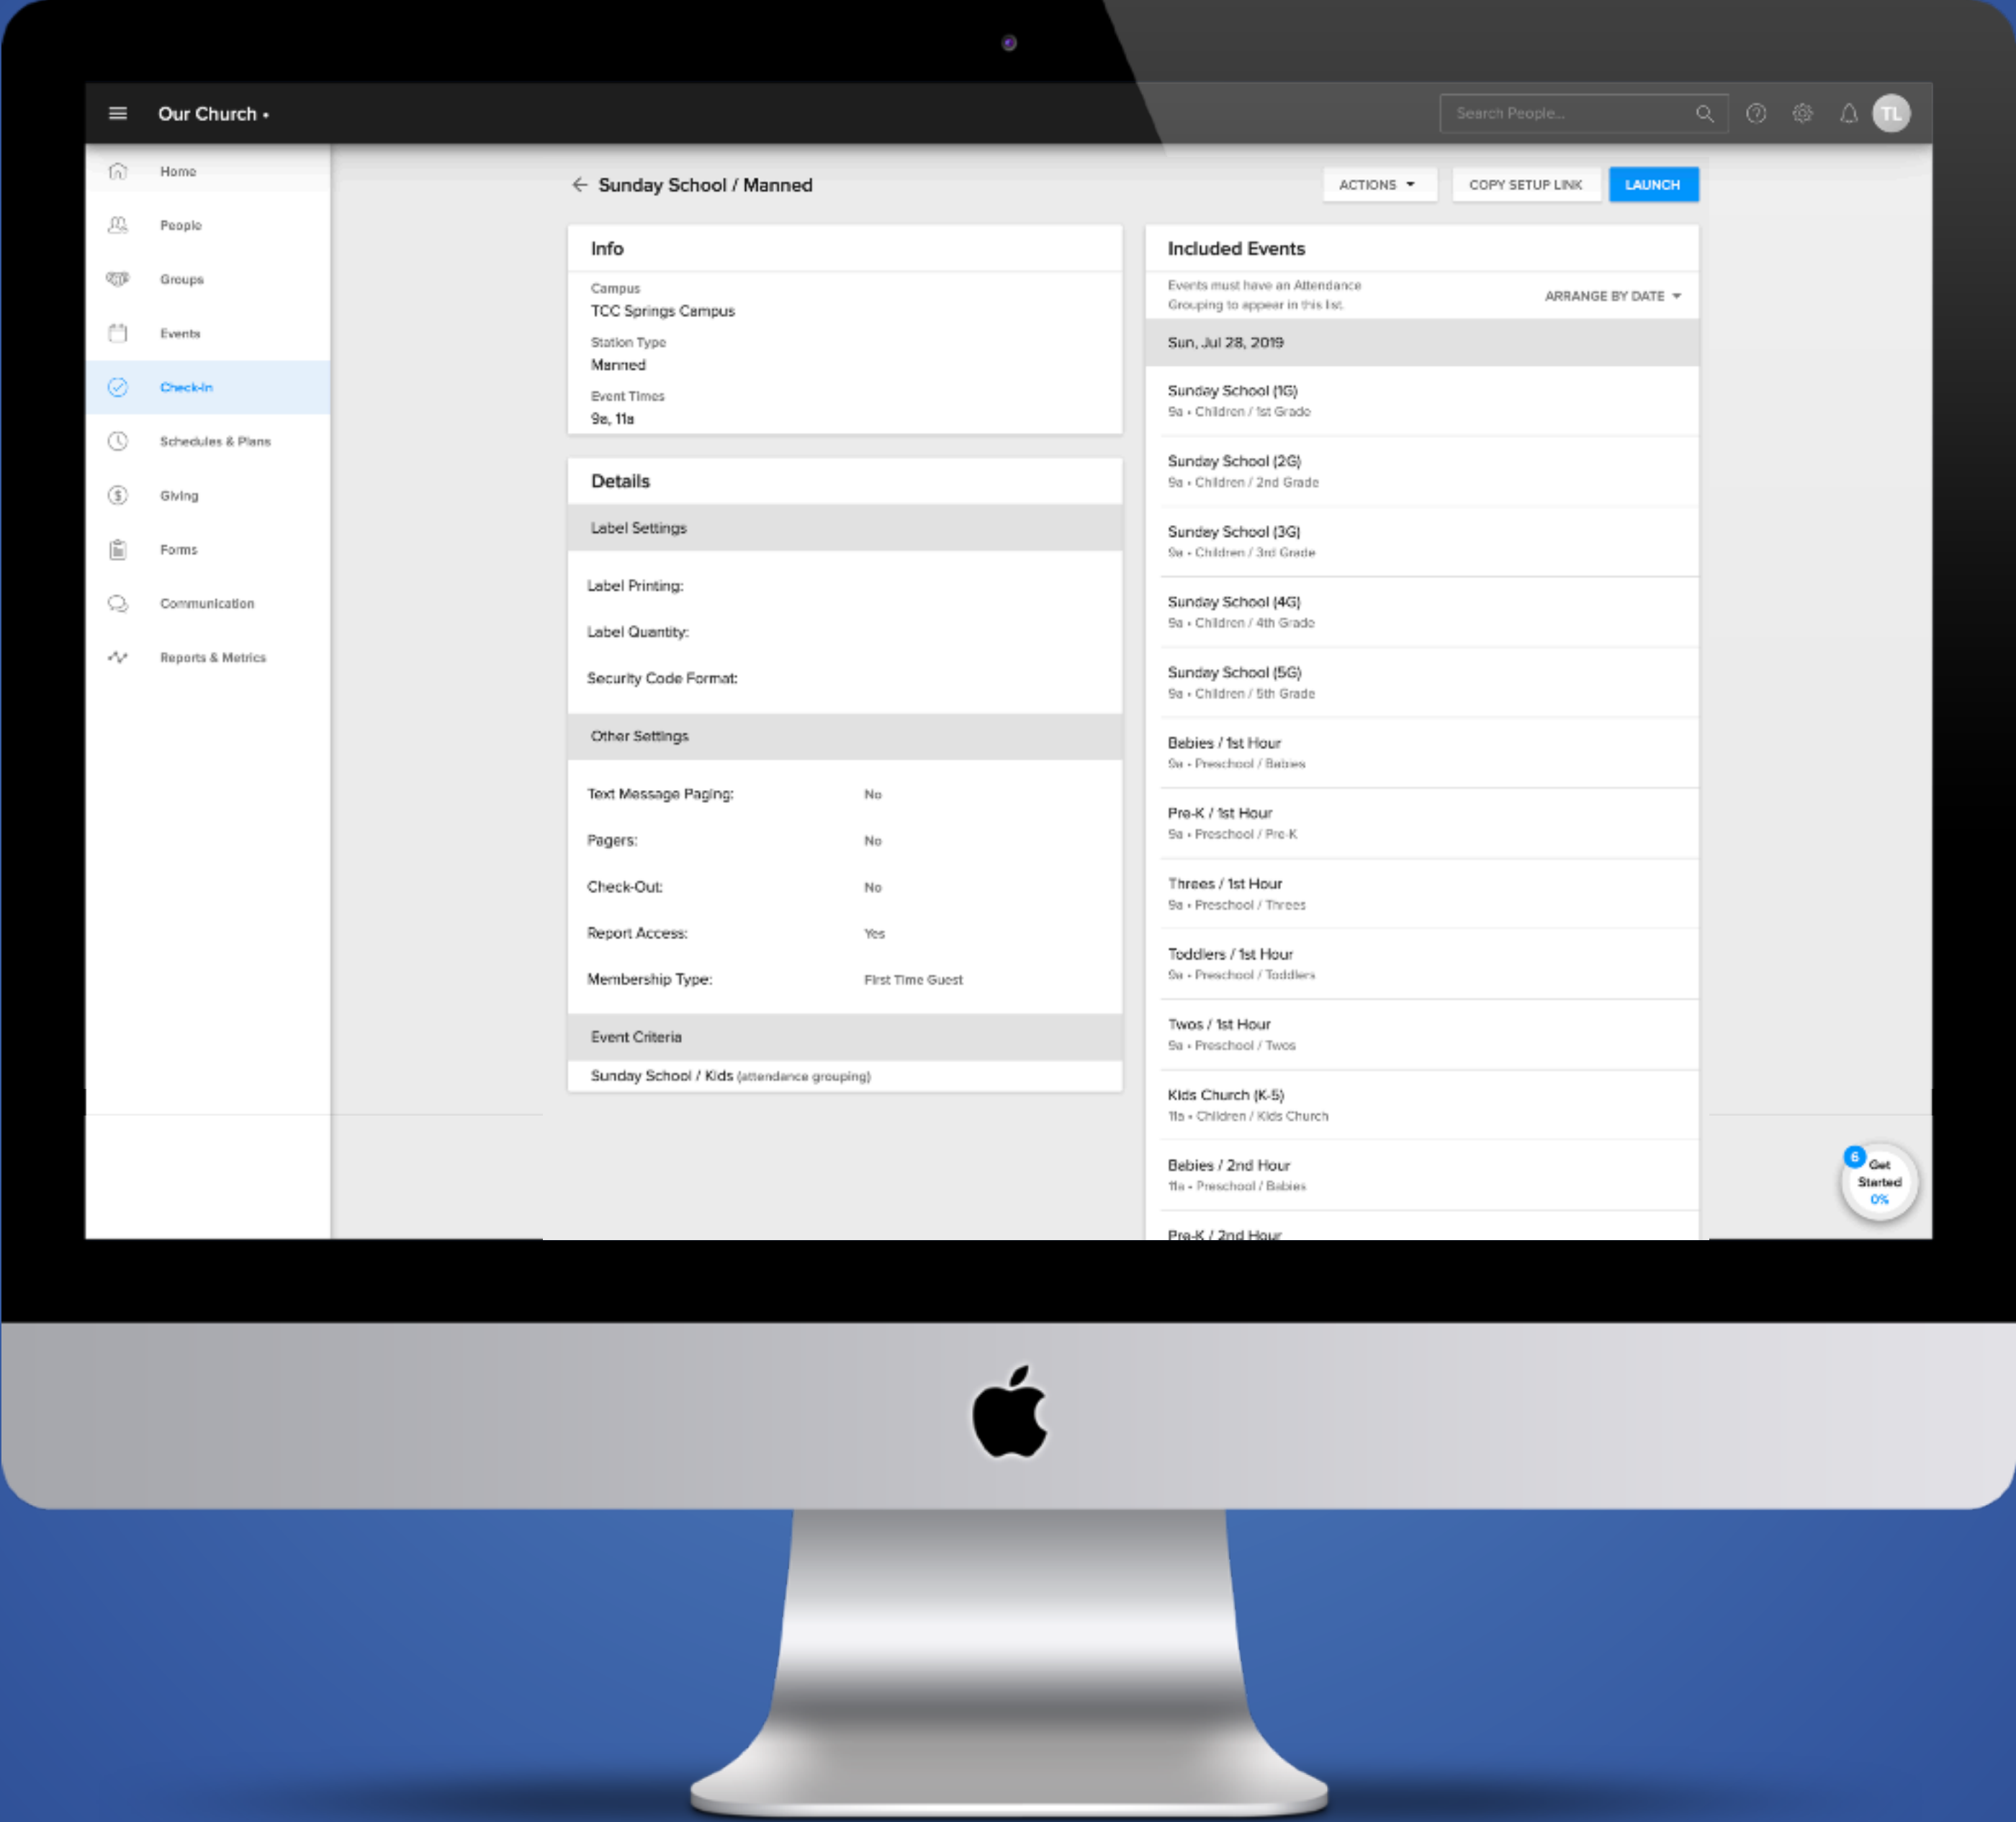 Our Church •
Search People...
TL
Home
People
Groups
Events
Check-In
Schedules & Plans
Giving
Forms
Communication
Reports & Metrics
Sunday School / Manned
ACTIONS
COPY SETUP LINK
LAUNCH
Info
Campus
TCC Springs Campus
Station Type
Manned
Event Times
9a, 11a
Details
Label Settings
Label Printing:
Label Quantity:
Security Code Format:
Other Settings
Text Message Paging: No
Pagers: No
Check-Out: No
Report Access: Yes
Membership Type: First Time Guest
Event Criteria
Sunday School / Kids (attendance grouping)
Included Events
Events must have an Attendance
Grouping to appear in this list.
ARRANGE BY DATE
Sun, Jul 28, 2019
Sunday School (1G)
9a • Children / 1st Grade
Sunday School (2G)
9a • Children / 2nd Grade
Sunday School (3G)
9a • Children / 3rd Grade
Sunday School (4G)
9a • Children / 4th Grade
Sunday School (5G)
9a • Children / 5th Grade
Babies / 1st Hour
9a • Preschool / Babies
Pre-K / 1st Hour
9a • Preschool / Pre-K
Threes / 1st Hour
9a • Preschool / Threes
Toddlers / 1st Hour
9a • Preschool / Toddlers
Twos / 1st Hour
9a • Preschool / Twos
Kids Church (K-5)
11a • Children / Kids Church
Babies / 2nd Hour
11a • Preschool / Babies
Pre-K / 2nd Hour
6
Get
Started
0%